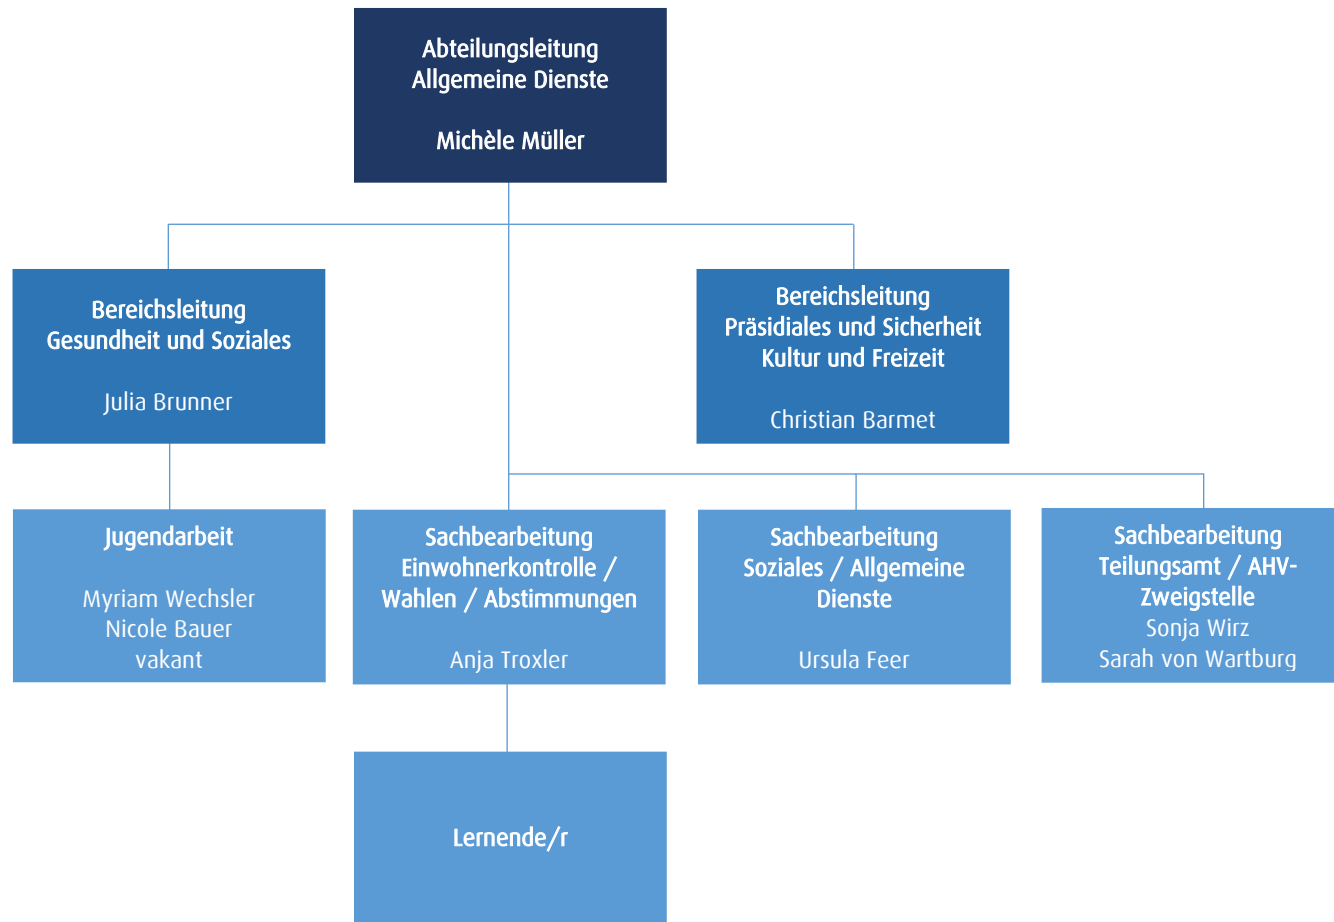 Abteilungsleitung
Allgemeine Dienste
Michèle Müller
Bereichsleitung
Gesundheit und Soziales
Julia Brunner
Bereichsleitung
Präsidiales und Sicherheit
Kultur und Freizeit
Christian Barmet
Jugendarbeit
Myriam Wechsler
Nicole Bauer
vakant
Sachbearbeitung
Einwohnerkontrolle /
Wahlen / Abstimmungen
Anja Troxler
Sachbearbeitung
Soziales / Allgemeine
Dienste
Ursula Feer
Sachbearbeitung
Teilungsamt / AHV-
Zweigstelle
Sonja Wirz
Sarah von Wartburg
Lernende/r